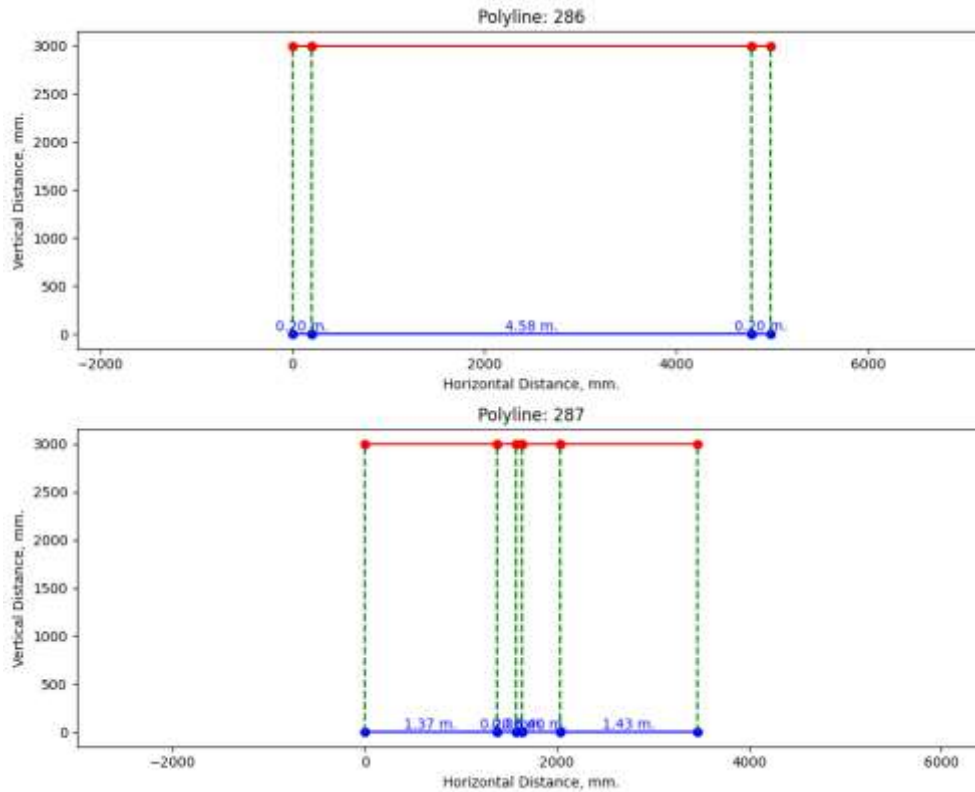 Polyline: 286
3000
2500
2000
1500
1000
500
0
Vertical Distance, mm.
0.20 m.
4.58 m.
0.20 m.
−2000
0
2000
4000
6000
Horizontal Distance, mm.
Polyline: 287
3000
2500
2000
1500
1000
500
0
Vertical Distance, mm.
1.37 m.
1.43 m.
−2000
0
2000
4000
6000
Horizontal Distance, mm.